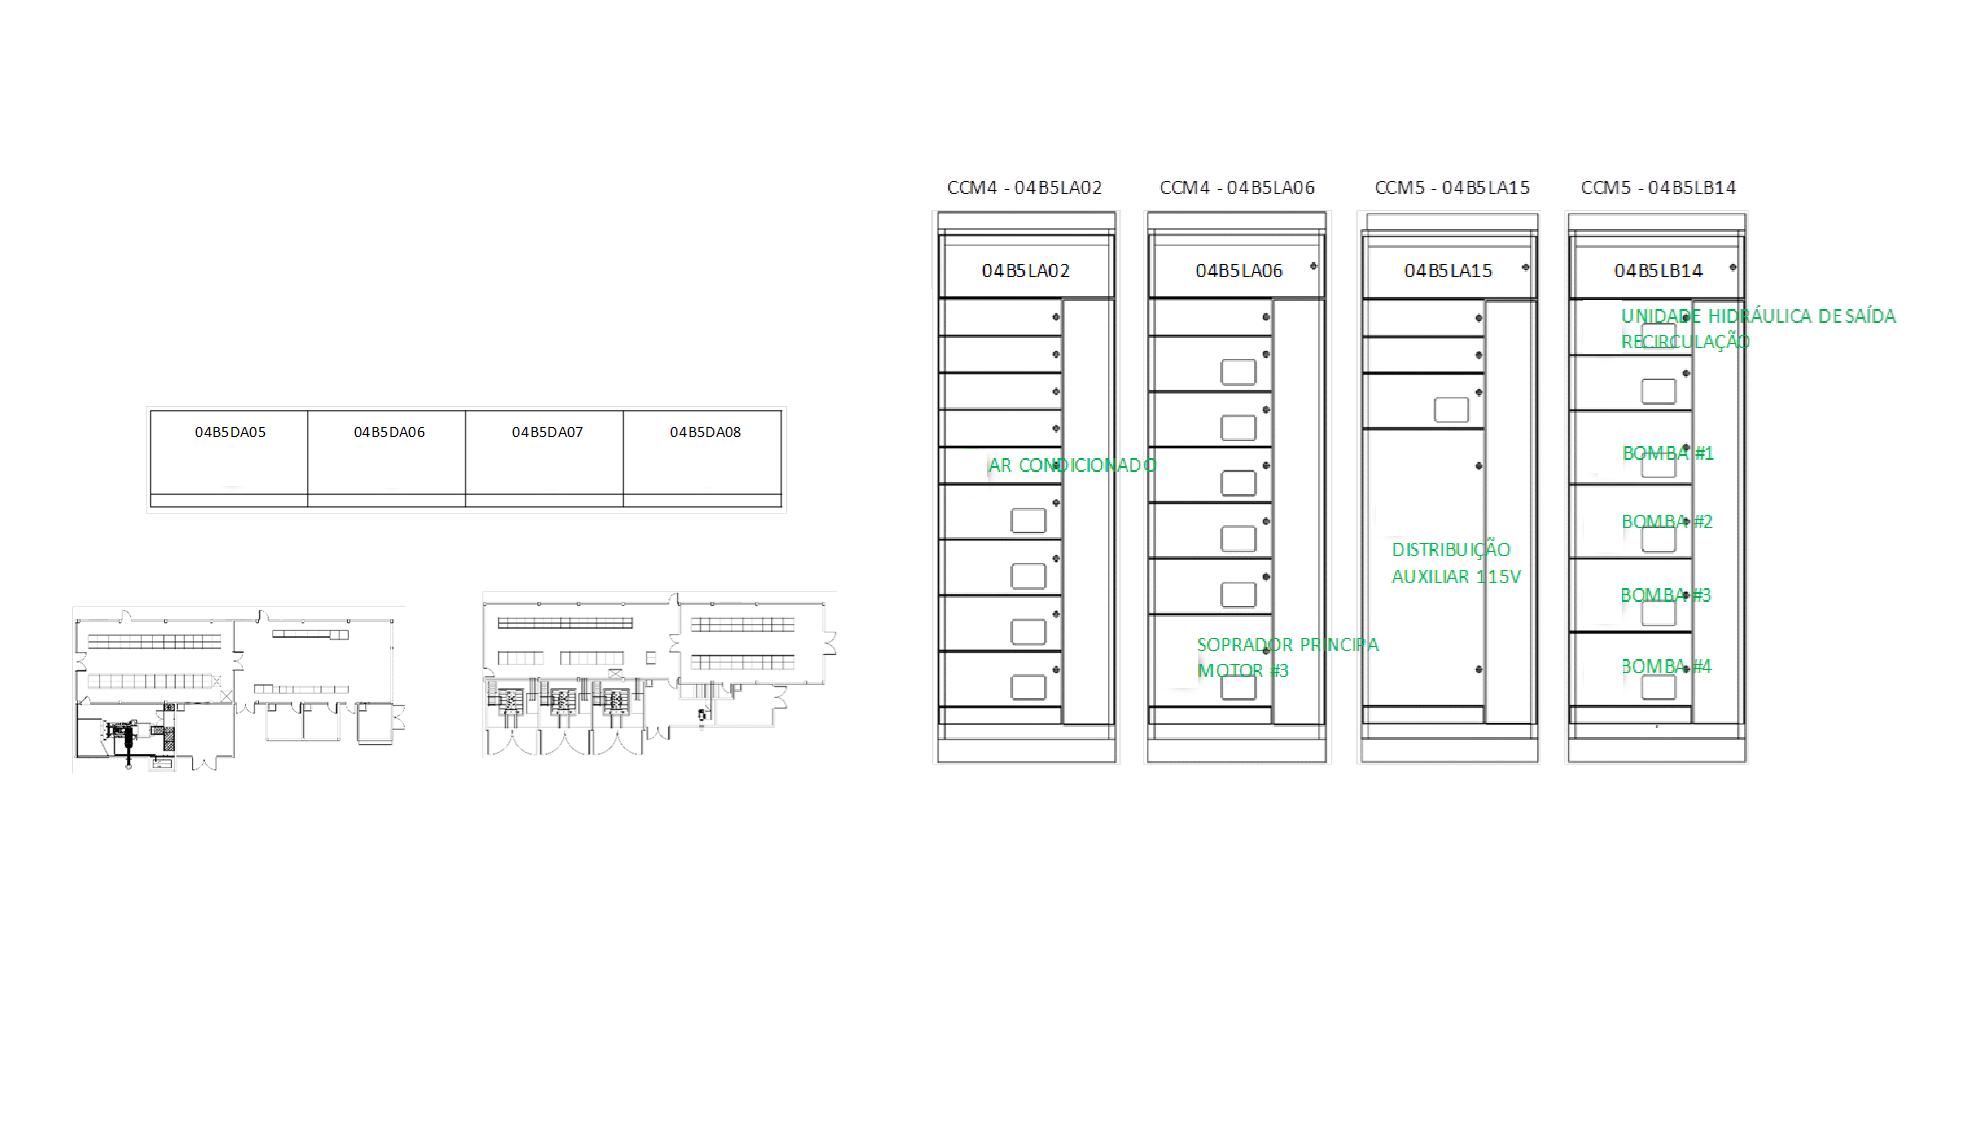 CCM4 - 04B5LA02
CCM4 - 04B5LA06
CCM5 - 04B5LA15
CCM5 - 04B5LB14
04B5LA02
04B5LA06
04B5LA15
04B5LB14
UNIDADE HIDRÁULICA DE SAÍDA
RECIRCULAÇÃO
04B5DA05
04B5DA06
04B5DA07
04B5DA08
AR CONDICIONADO
BOMBA #1
BOMBA #2
DISTRIBUIÇÃO
AUXILIAR 115V
BOMBA #3
SOPRADOR PRINCIPA
MOTOR #3
BOMBA #4